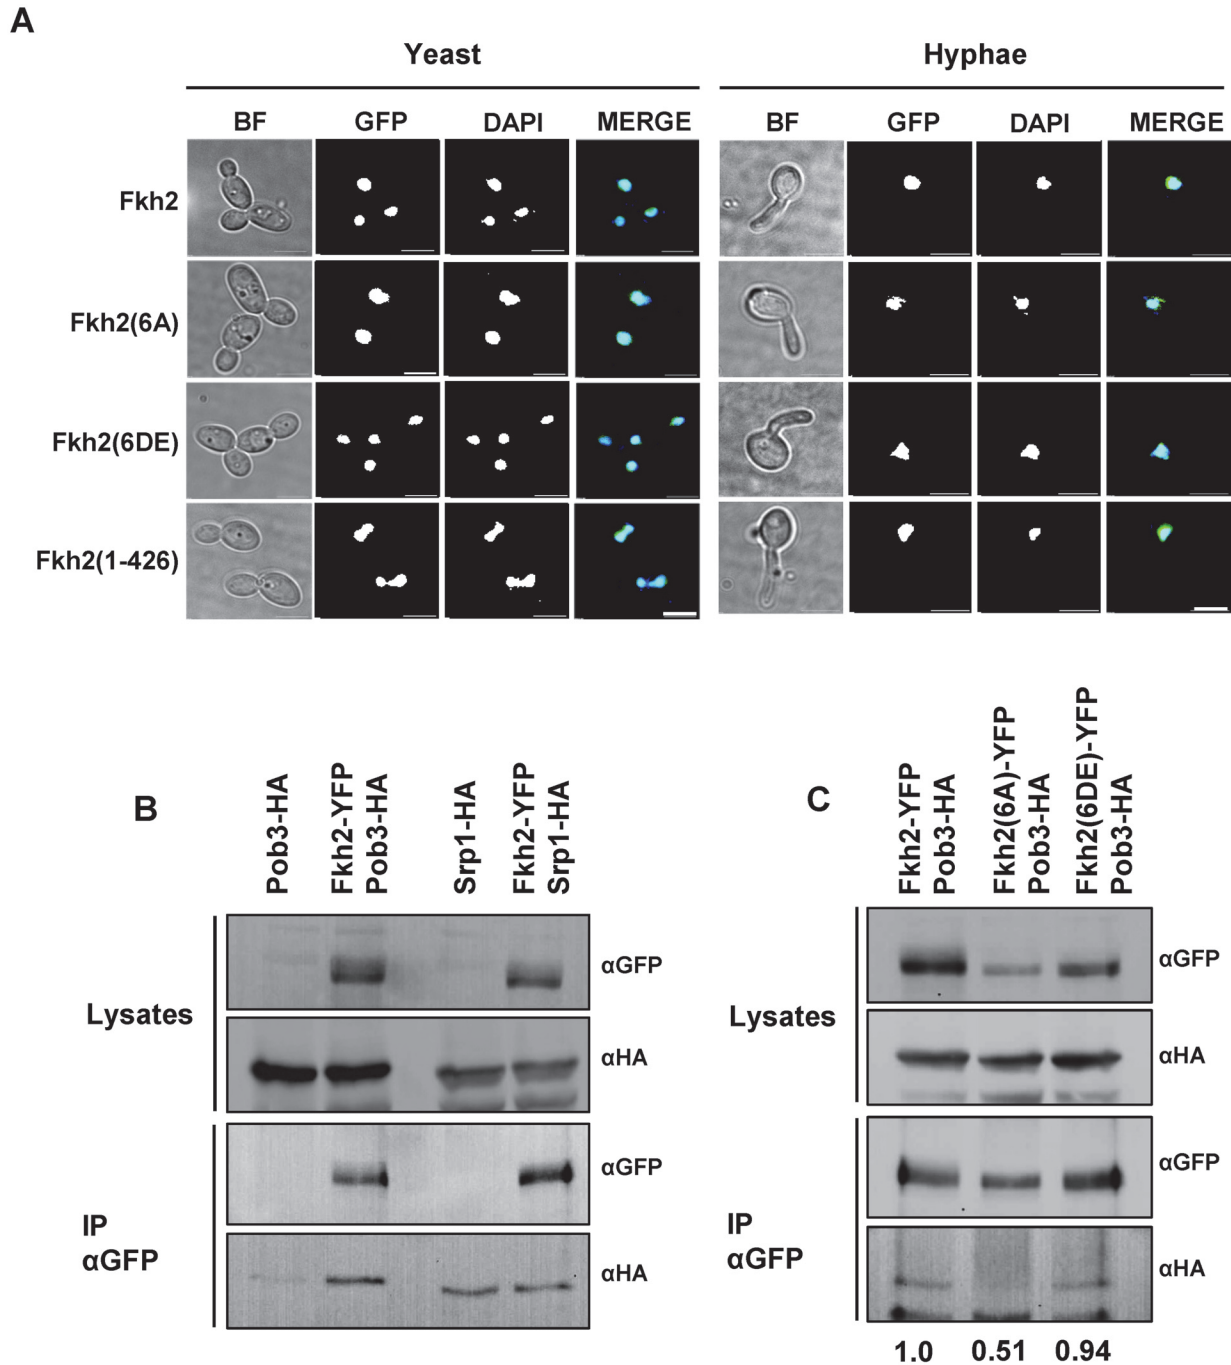 A
Yeast
Hyphae
BF GFP DAPI MERGE BF GFP DAPI MERGE
Fkh2
Fkh2(6A)
Fkh2(6DE)
Fkh2(1-426)
B
Pob3-HA
Fkh2-YFP
Pob3-HA
Srp1-HA
Fkh2-YFP
Srp1-HA
Lysates
αGFP
αHA
IP
αGFP
αGFP
αHA
C
Fkh2-YFP
Pob3-HA
Fkh2(6A)-YFP
Pob3-HA
Fkh2(6DE)-YFP
Pob3-HA
Lysates
αGFP
αHA
IP
αGFP
αGFP
αHA
1.0 0.51 0.94